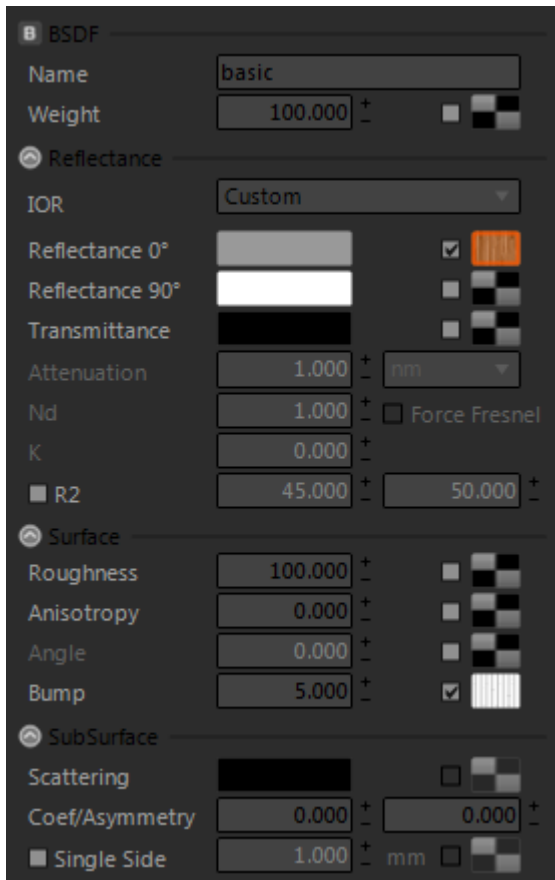 B BSDF
Name basic
Weight 100.000 + -
Reflectance
IOR Custom
Reflectance 0°
Reflectance 90°
Transmittance
Attenuation 1.000 + - nm
Nd 1.000 + - Force Fresnel
K 0.000 + -
R2 45.000 + - 50.000 + -
Surface
Roughness 100.000 + -
Anisotropy 0.000 + -
Angle 0.000 + -
Bump 5.000 + -
SubSurface
Scattering
Coef/Asymmetry 0.000 + - 0.000 + -
Single Side 1.000 + - mm